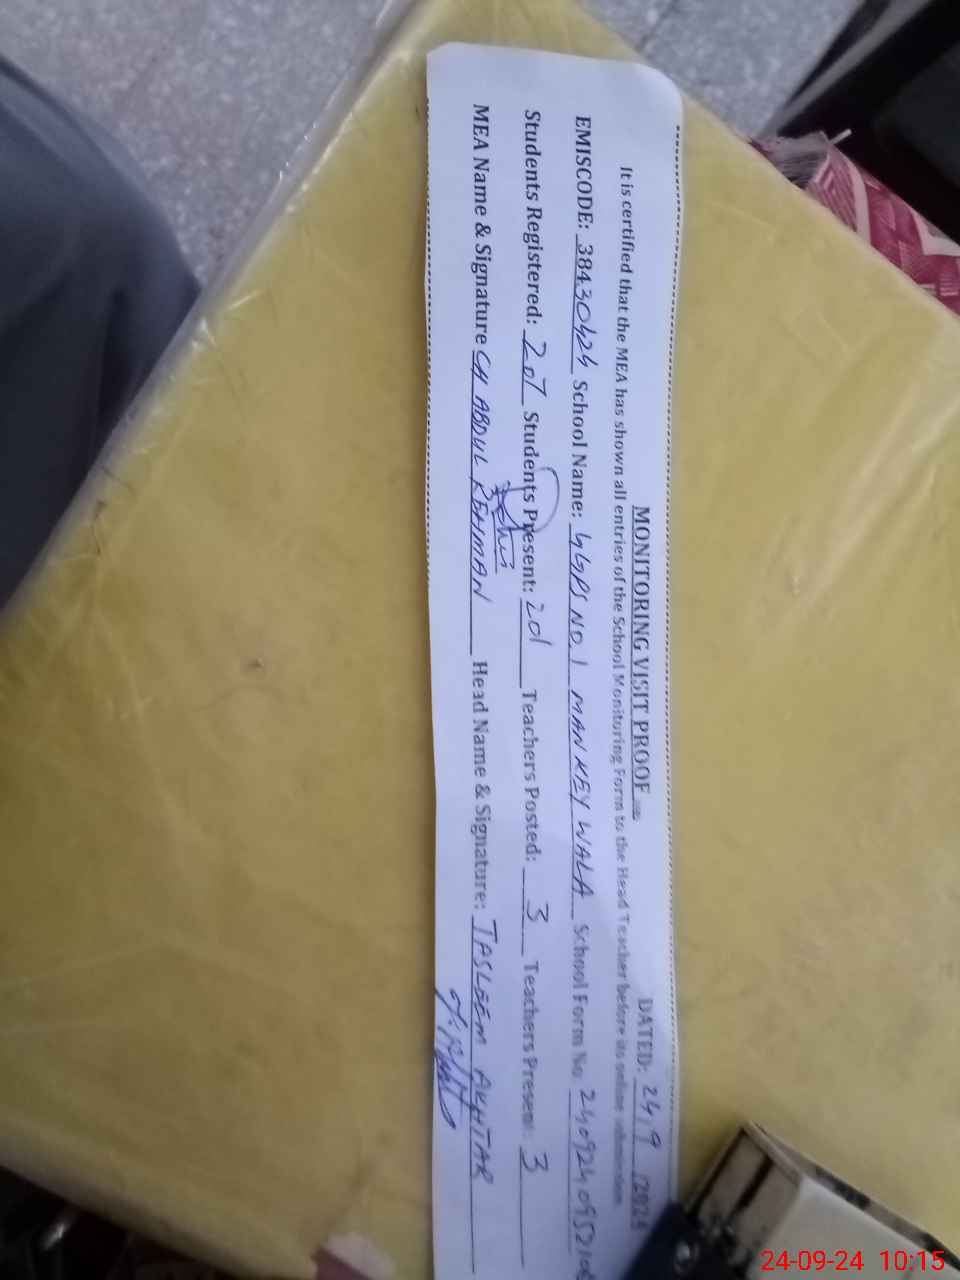 MONITORING VISIT PROOF DATED: 24/9/2024
It is certified that the MEA has shown all entries of the School Monitoring Form to the Head Teacher before its online submission
EMISCODE: 38430424 School Name: GGPS NO. 1 MANKEY WALA School Form No: 2409240952
Students Registered: 207 Students Present: 201 Teachers Posted: 3 Teachers Present: 3
MEA Name & Signature CH ABDUL REHMAN Head Name & Signature: TASLEEM AKHTAR
24-09-24 10:15